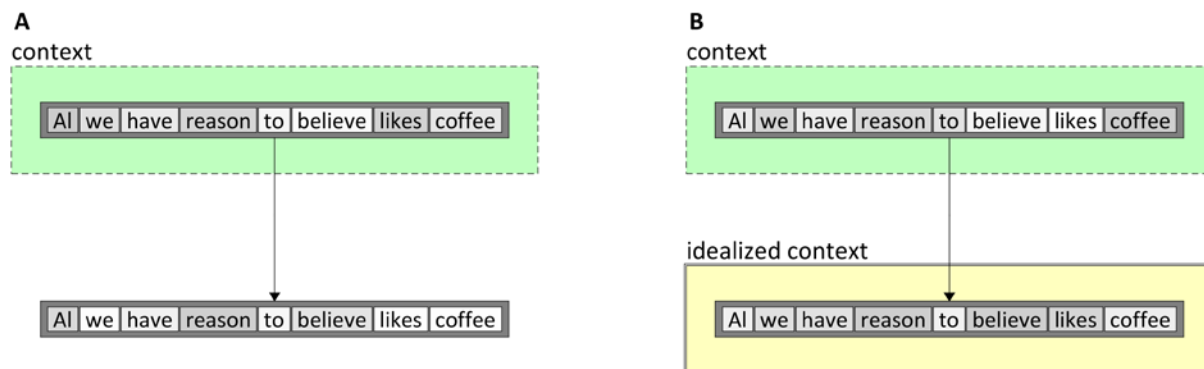 A
context
Al we have reason to believe likes coffee
Al we have reason to believe likes coffee
B
context
Al we have reason to believe likes coffee
idealized context
Al we have reason to believe likes coffee